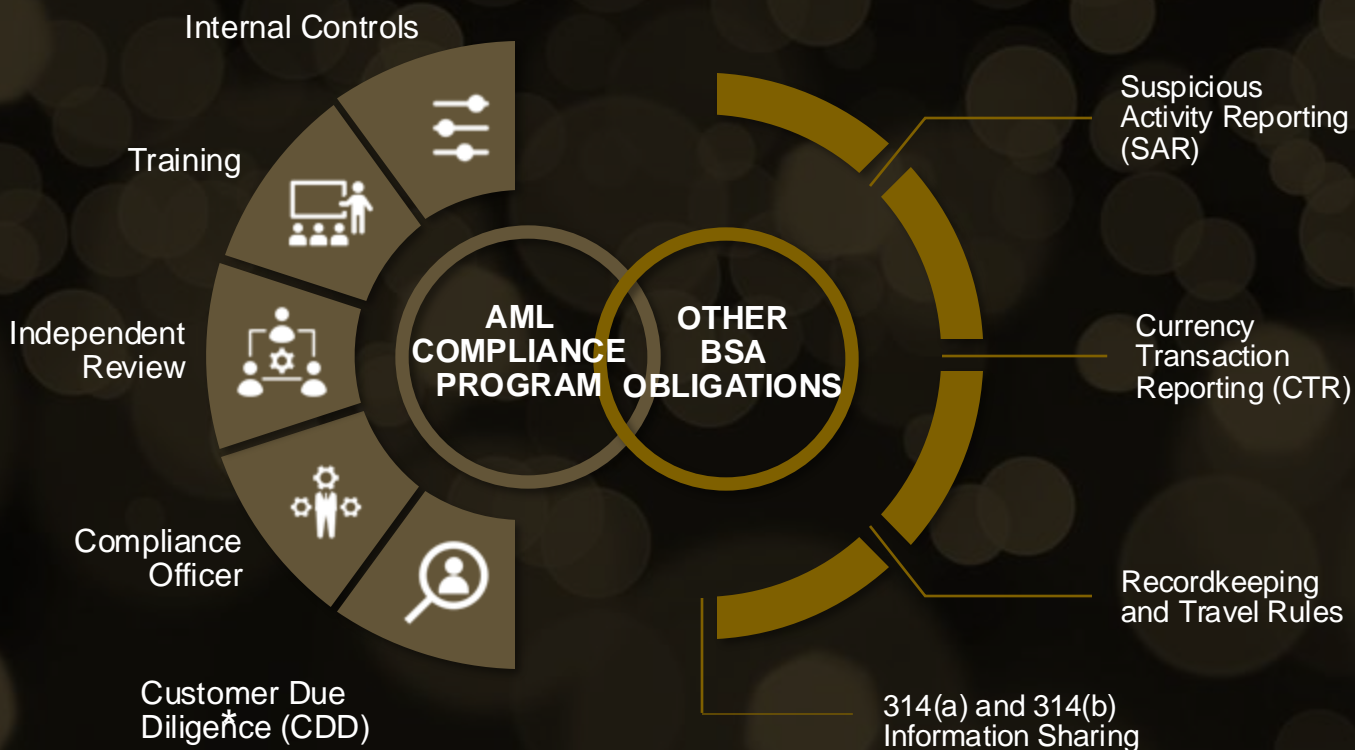 Internal Controls
Training
Independent
Review
Compliance
Officer
Customer Due
Diligence (CDD)
*
AML
COMPLIANCE
PROGRAM
OTHER
BSA
OBLIGATIONS
Suspicious
Activity Reporting
(SAR)
Currency
Transaction
Reporting (CTR)
Recordkeeping
and Travel Rules
314(a) and 314(b)
Information Sharing